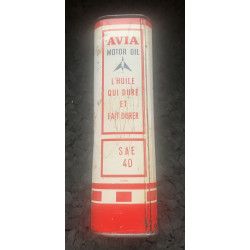 AVIA
MOTOR OIL
L'HUILE
QUI DURE
ET
FAIT DURER
SAE
40